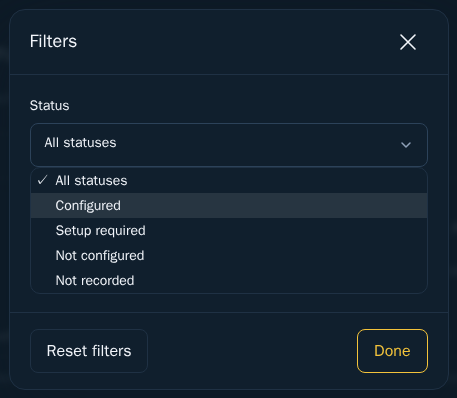 Filters
Status
All statuses
✓ All statuses
Configured
Setup required
Not configured
Not recorded
Reset filters
Done